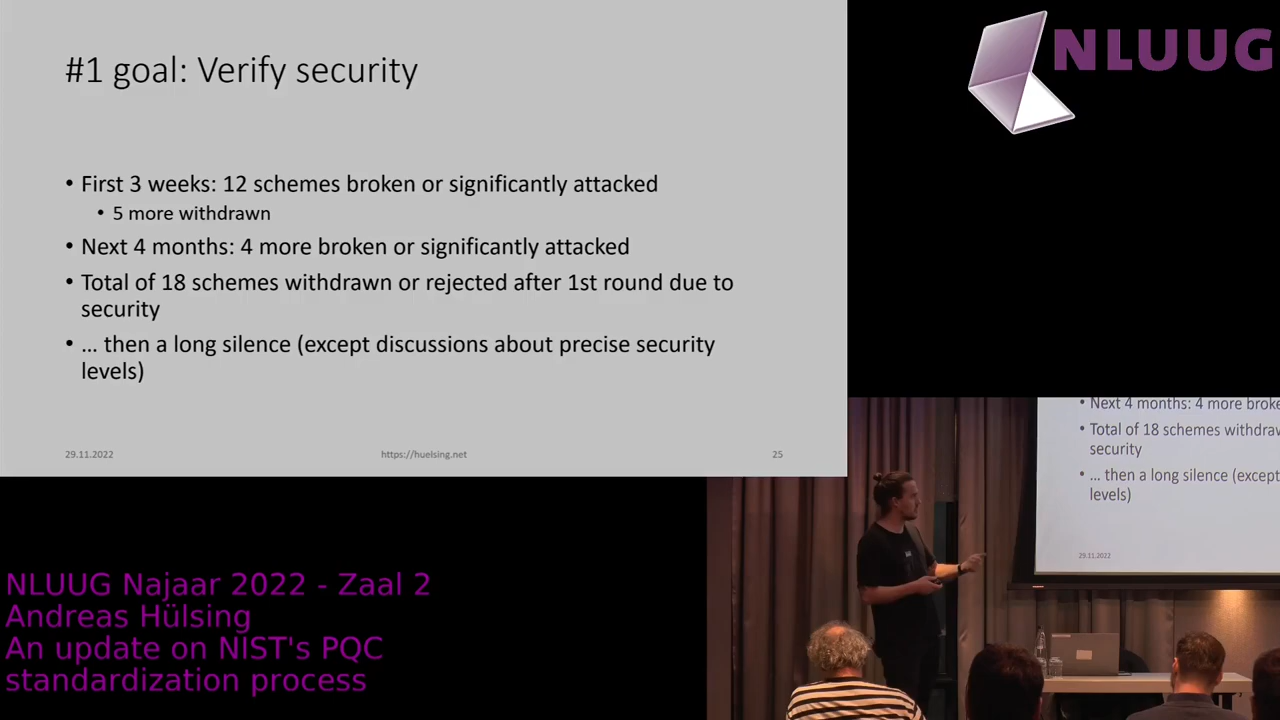 #1 goal: Verify security
• First 3 weeks: 12 schemes broken or significantly attacked
• 5 more withdrawn
• Next 4 months: 4 more broken or significantly attacked
• Total of 18 schemes withdrawn or rejected after 1st round due to
security
• … then a long silence (except discussions about precise security
levels)
29.11.2022
https://huelsing.net
25
NLUUG
• Next 4 months: 4 more broke
• Total of 18 schemes withdraw
security
• … then a long silence (except
levels)
29.11.2022
NLUUG Najaar 2022 - Zaal 2
Andreas Hülsing
An update on NIST's PQC
standardization process